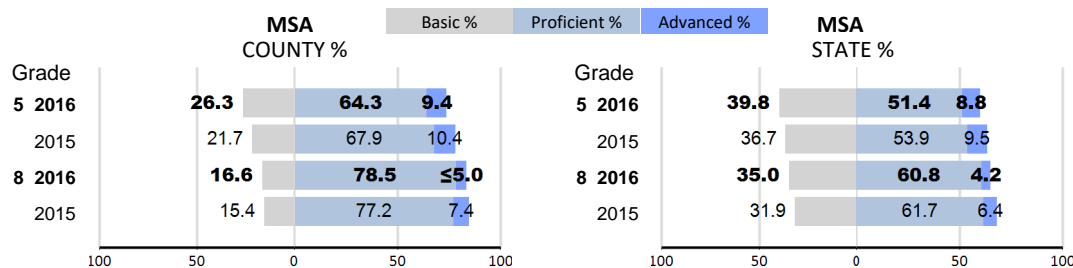 Basic % Proficient % Advanced %
MSA
COUNTY %
MSA
STATE %
Grade
5 2016 26.3 64.3 9.4
2015 21.7 67.9 10.4
8 2016 16.6 78.5 ≤5.0
2015 15.4 77.2 7.4
100 50 0 50 100
5 2016 39.8 51.4 8.8
2015 36.7 53.9 9.5
8 2016 35.0 60.8 4.2
2015 31.9 61.7 6.4
100 50 0 50 100